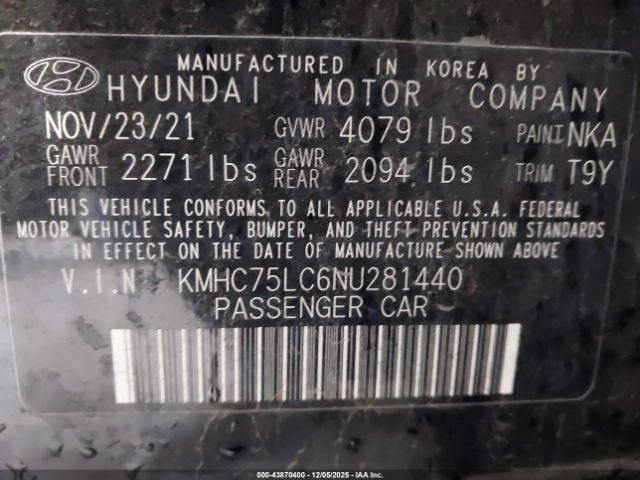 MANUFACTURED IN KOREA BY
HYUNDAI MOTOR COMPANY
NOV/23/21 GVWR 4079 lbs PAINT NKA
GAWR FRONT 2271 lbs GAWR REAR 2094 lbs TRIM T9Y
THIS VEHICLE CONFORMS TO ALL APPLICABLE U.S.A. FEDERAL
MOTOR VEHICLE SAFETY, BUMPER, AND THEFT PREVENTION STANDARDS
IN EFFECT ON THE DATE OF MANUFACTURE SHOWN ABOVE
V.I.N KMHC75LC6NU281440
PASSENGER CAR
000-43870400 - 12/05/2025 - IAA Inc.